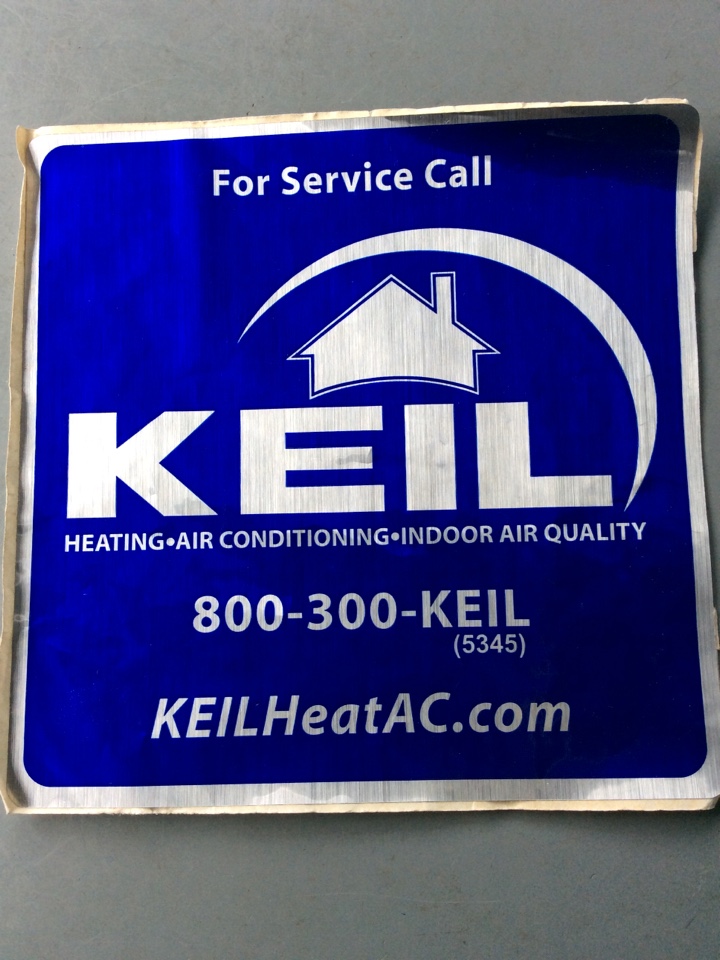 For Service Call
KEIL
HEATING•AIR CONDITIONING•INDOOR AIR QUALITY
800-300-KEIL
(5345)
KEILHeatAC.com